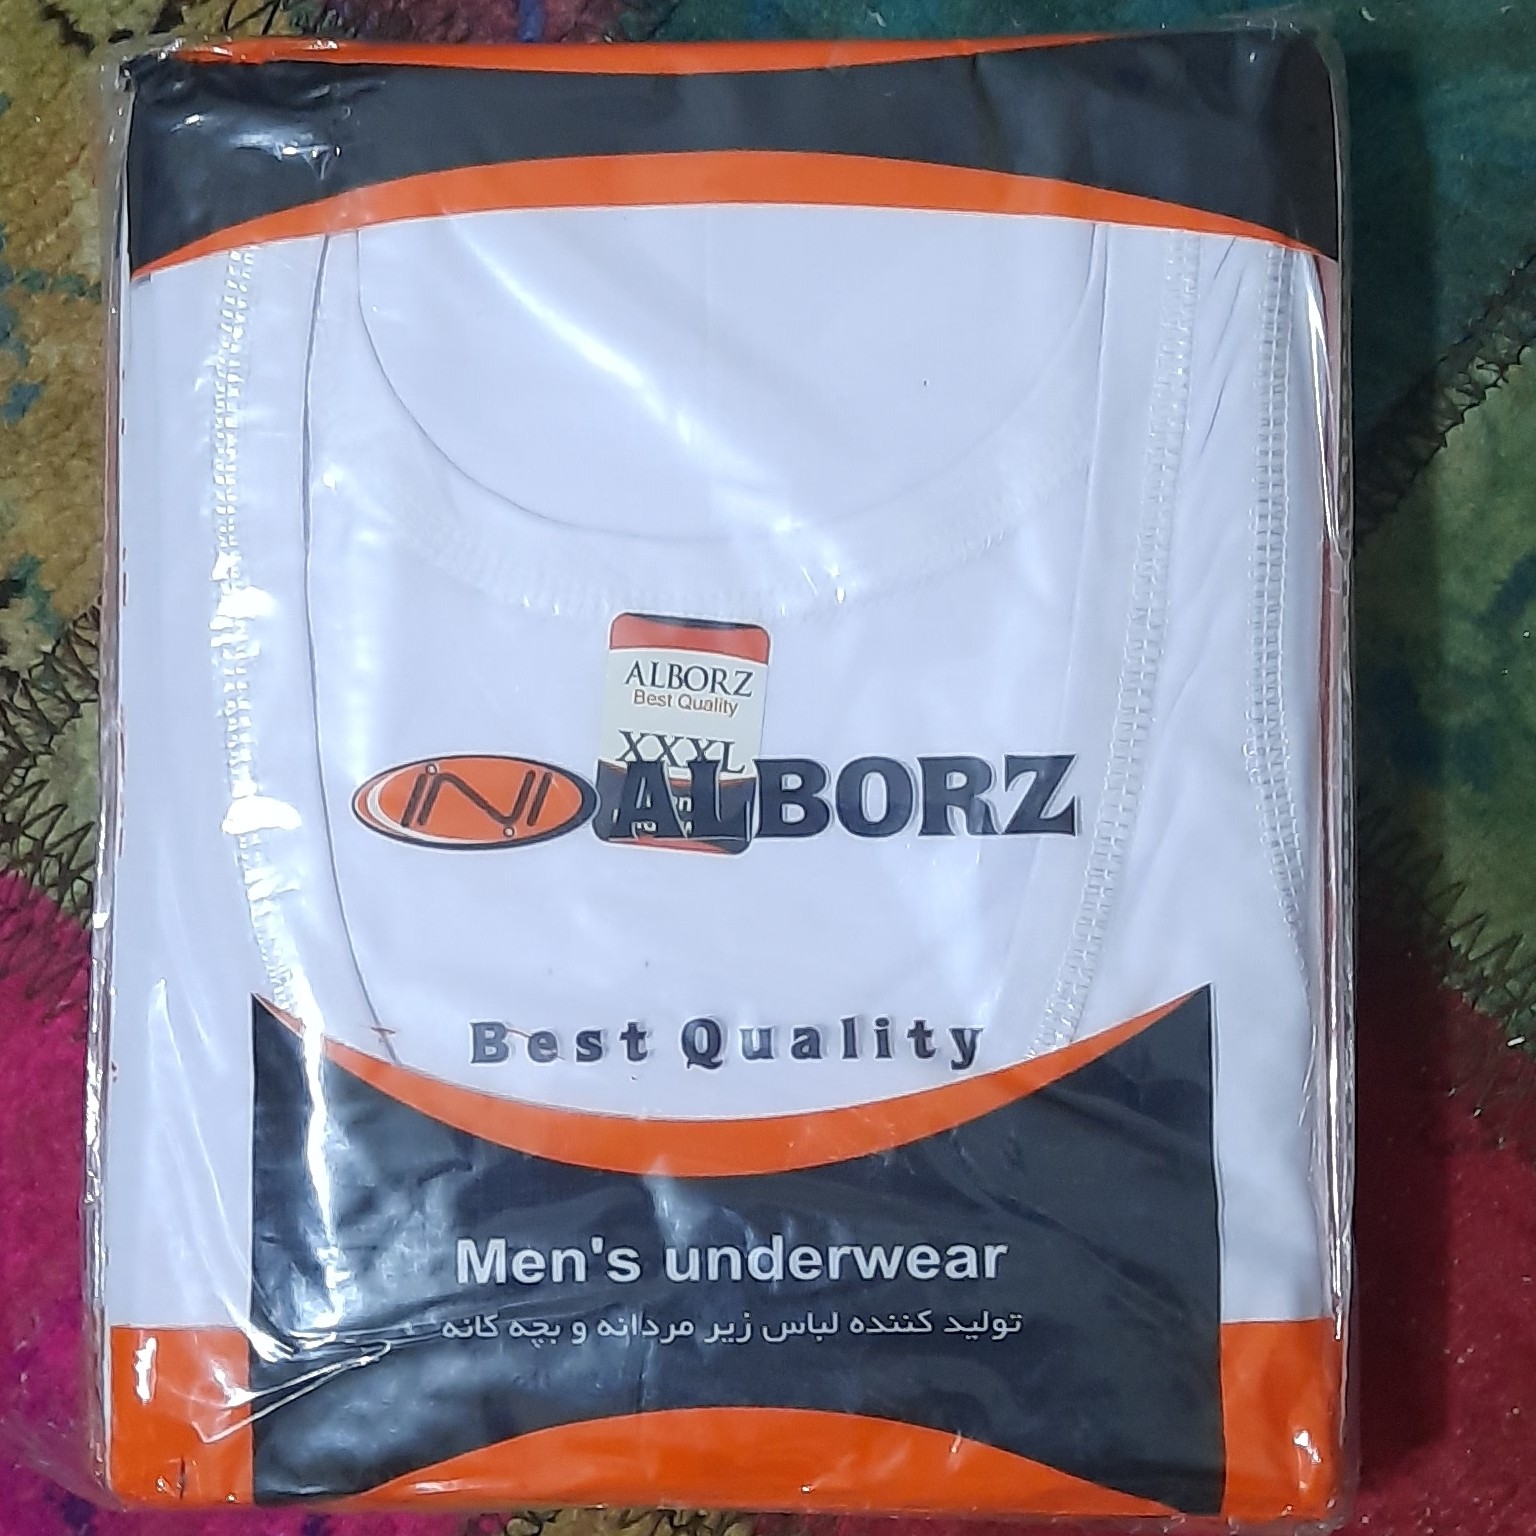 ALBORZ
Best Quality
XXXL
ALBORZ
Best Quality
Men's underwear
تولید کننده لباس زیر مردانه و بچه گانه